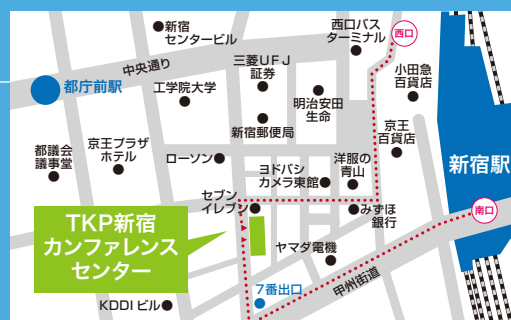 新宿
センタービル
西口バス
ターミナル
西口
中央通り
三菱UFJ
証券
小田急
百貨店
都庁前駅
工学院大学
明治安田
生命
新宿郵便局
京王
百貨店
都議会
議事堂
京王プラザ
ホテル
ローソン
ヨドバシ
カメラ東館
洋服の
青山
新宿駅
セブン
イレブン
みずほ
銀行
南口
TKP新宿
カンファレンス
センター
ヤマダ電機
甲州街道
7番出口
KDDIビル